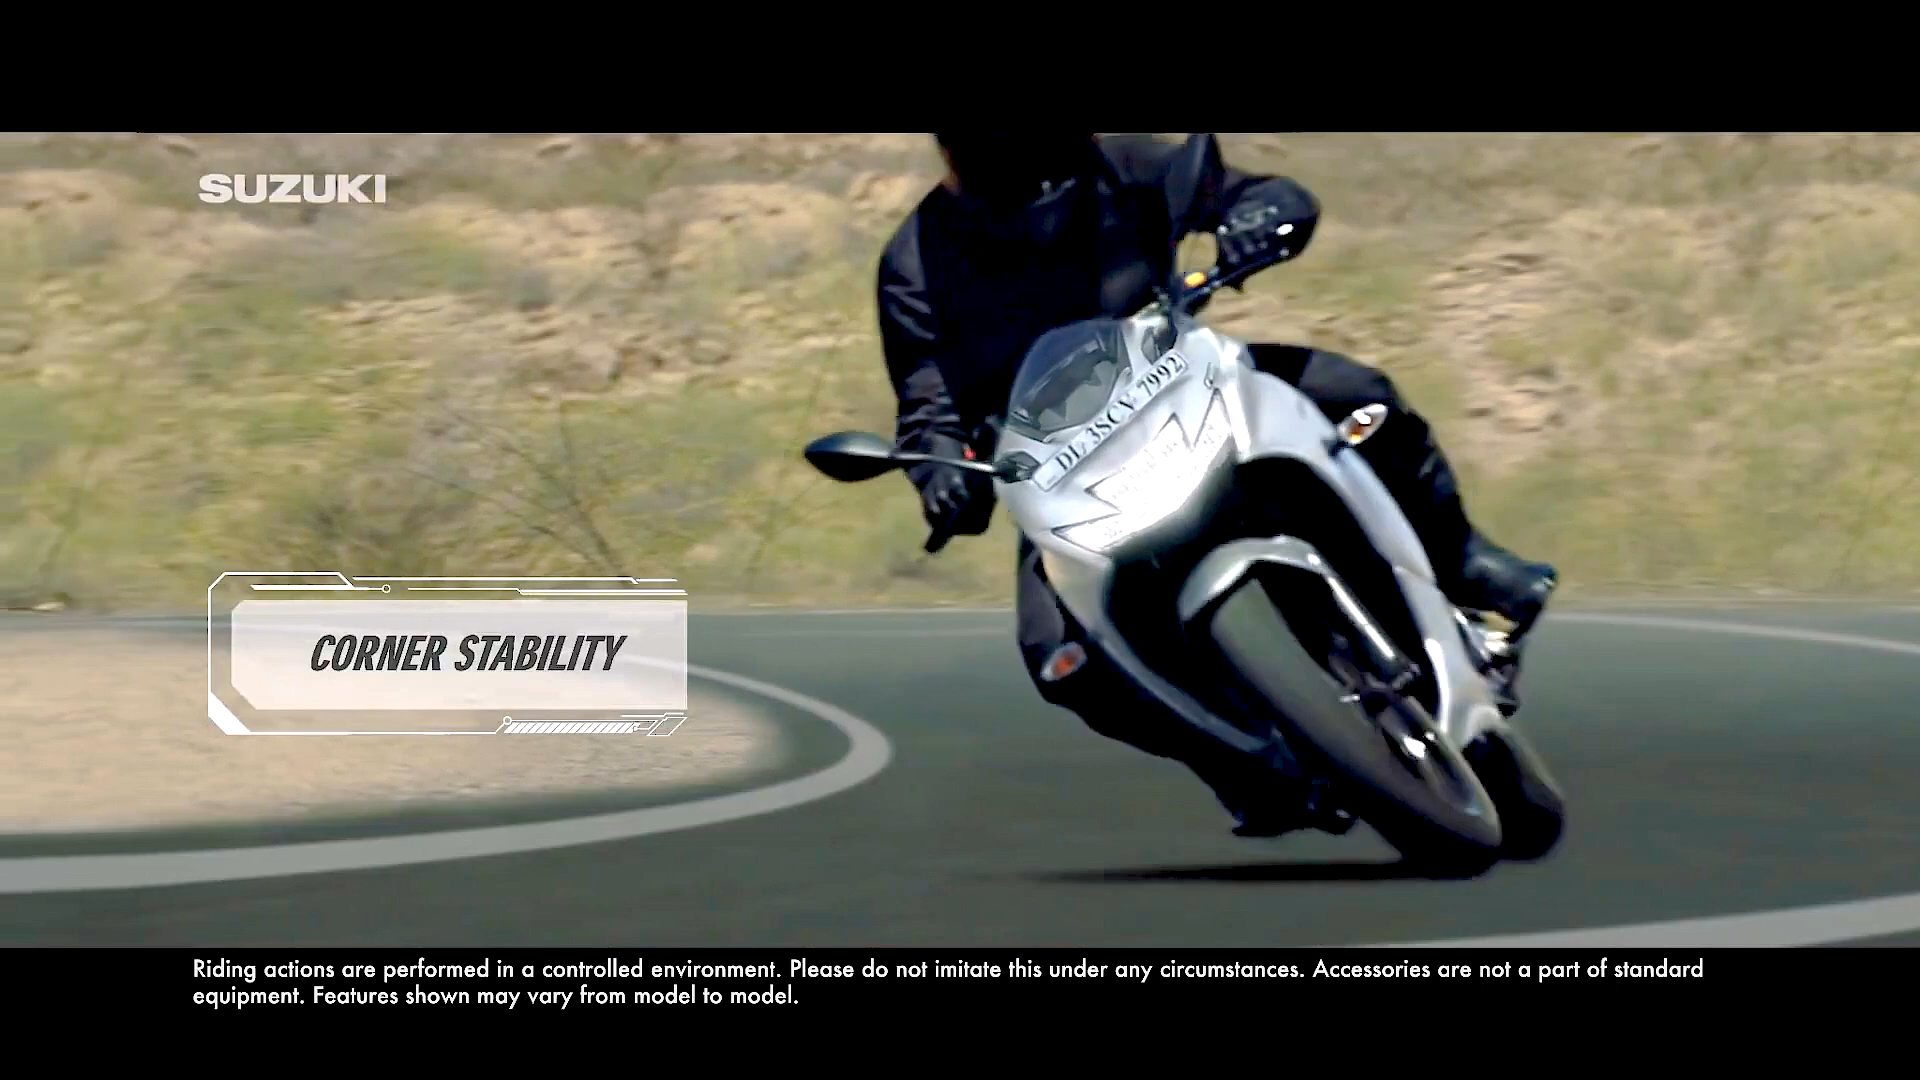 SUZUKI
DL 3SCV 7992
CORNER STABILITY
Riding actions are performed in a controlled environment. Please do not imitate this under any circumstances. Accessories are not a part of standard
equipment. Features shown may vary from model to model.